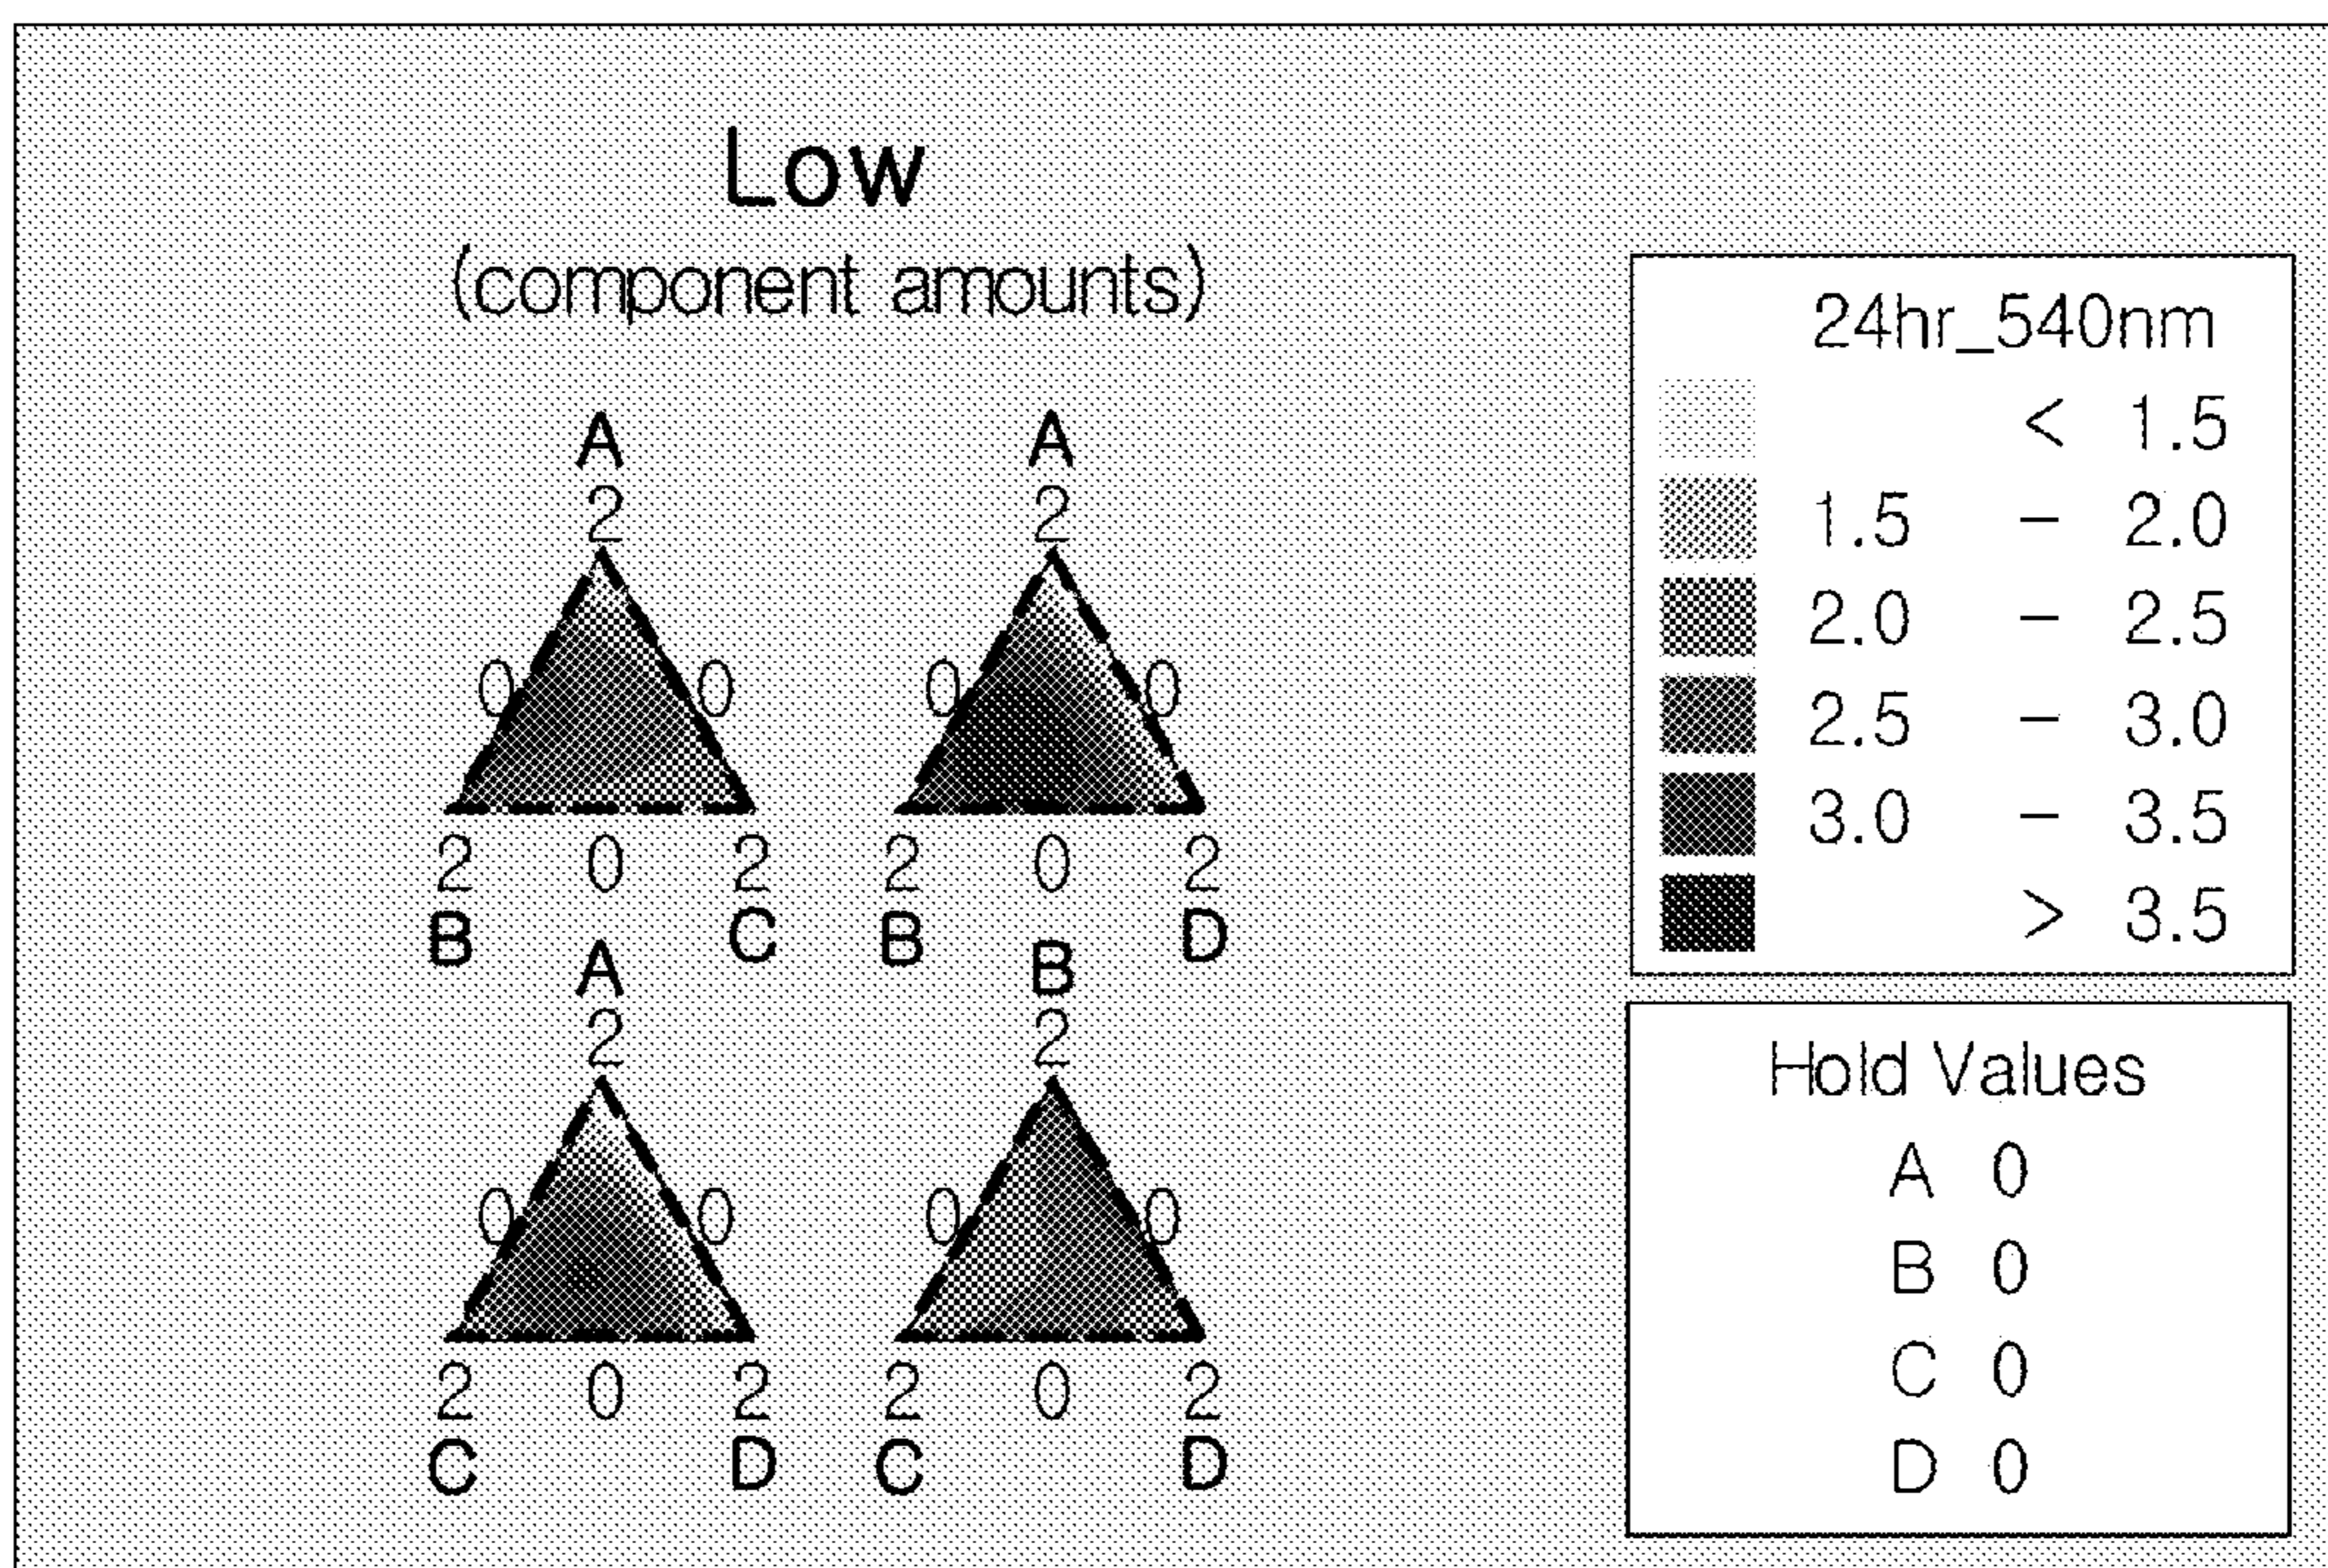 Low
(component amounts)
A A
2 2
0 0 0 0
2 0 2 2 0 2
B C B D
A B
2 2
0 0 0 0
2 0 2 2 0 2
C D C D
24hr_540nm
< 1.5
1.5 – 2.0
2.0 – 2.5
2.5 – 3.0
3.0 – 3.5
> 3.5
Hold Values
A 0
B 0
C 0
D 0